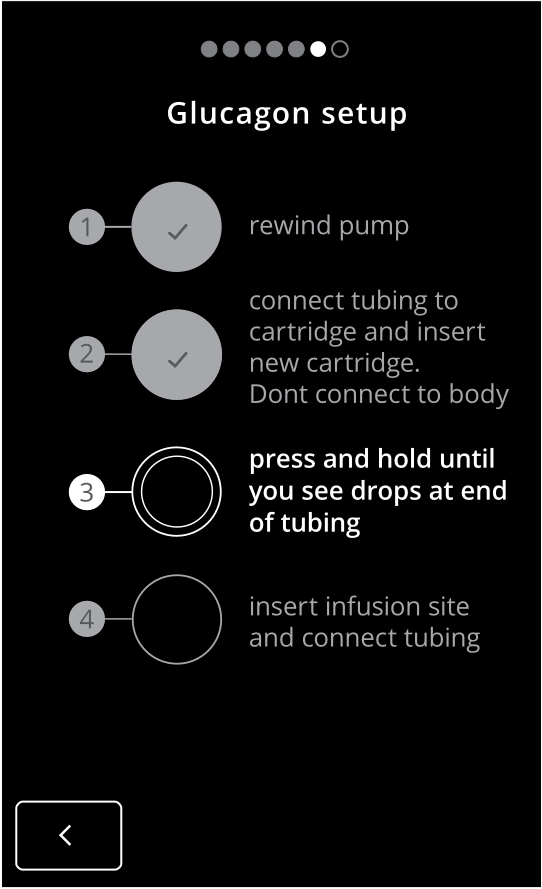 Glucagon setup
1
rewind pump
2
connect tubing to
cartridge and insert
new cartridge.
Dont connect to body
3
press and hold until
you see drops at end
of tubing
4
insert infusion site
and connect tubing